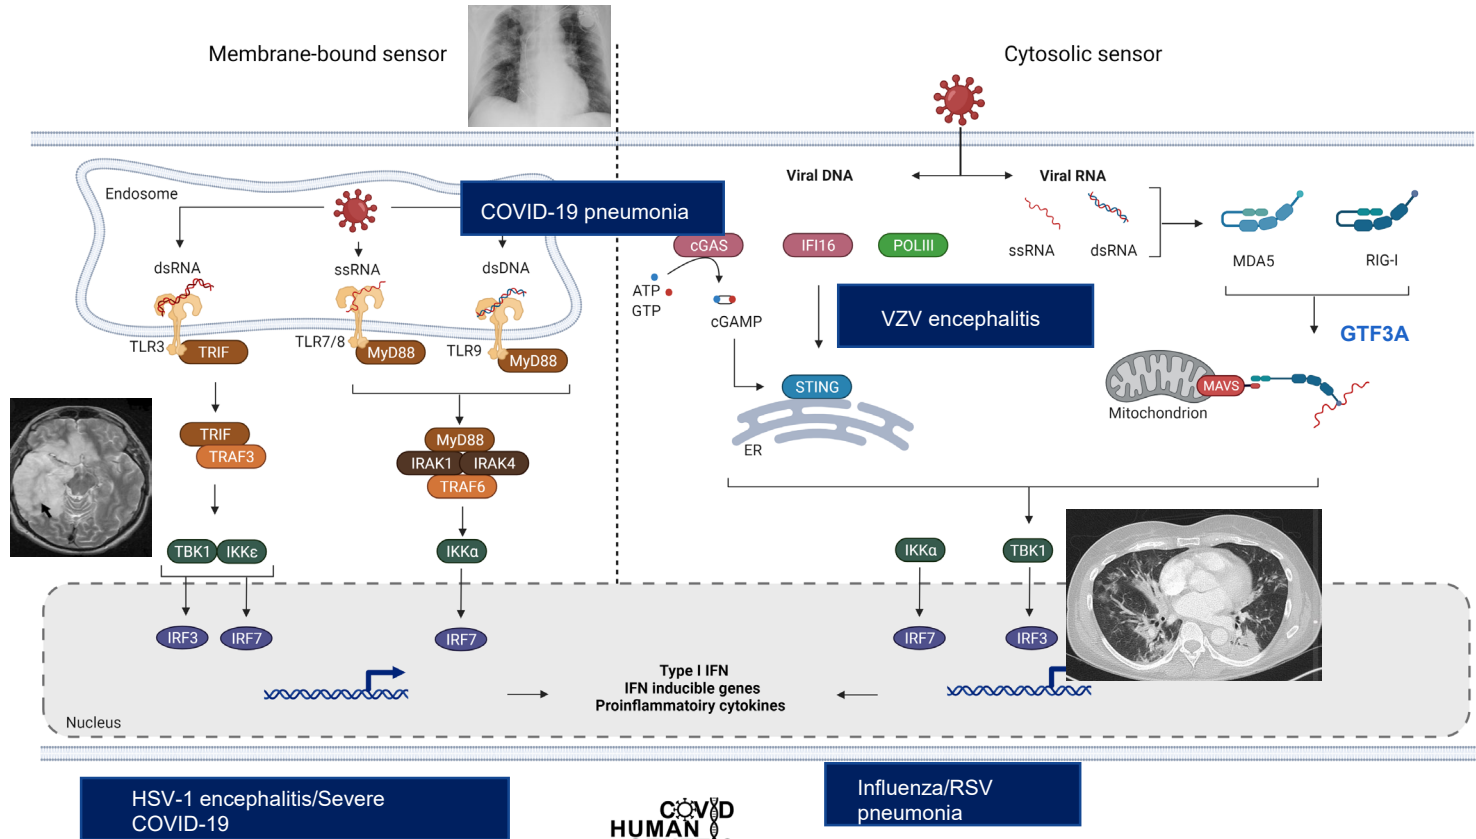 Membrane-bound sensor
Cytosolic sensor
Endosome
COVID-19 pneumonia
Viral DNA
Viral RNA
dsRNA
ssRNA
dsDNA
cGAS
IFI16
POLIII
ssRNA
dsRNA
MDA5
RIG-I
ATP
GTP
cGAMP
VZV encephalitis
GTF3A
TLR3
TRIF
TLR7/8
MyD88
TLR9
MyD88
STING
MAVS
Mitochondrion
ER
TRIF
TRAF3
MyD88
IRAK1
IRAK4
TRAF6
TBK1
IKKε
IKKα
IKKα
TBK1
IRF3
IRF7
IRF7
IRF7
IRF3
Type I IFN
IFN inducible genes
Proinflammatoiry cytokines
Nucleus
HSV-1 encephalitis/Severe
COVID-19
Influenza/RSV
pneumonia
COVID
HUMAN